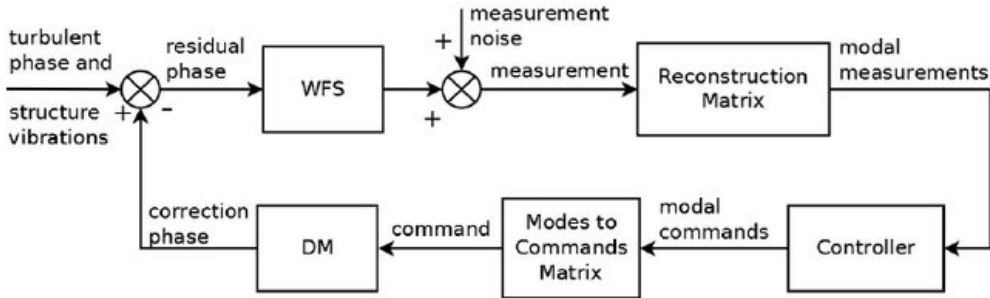 turbulent
phase and
structure
vibrations
+
-
residual
phase
WFS
measurement
noise
+
+
measurement
Reconstruction
Matrix
modal
measurements
Controller
modal
commands
Modes to
Commands
Matrix
command
DM
correction
phase